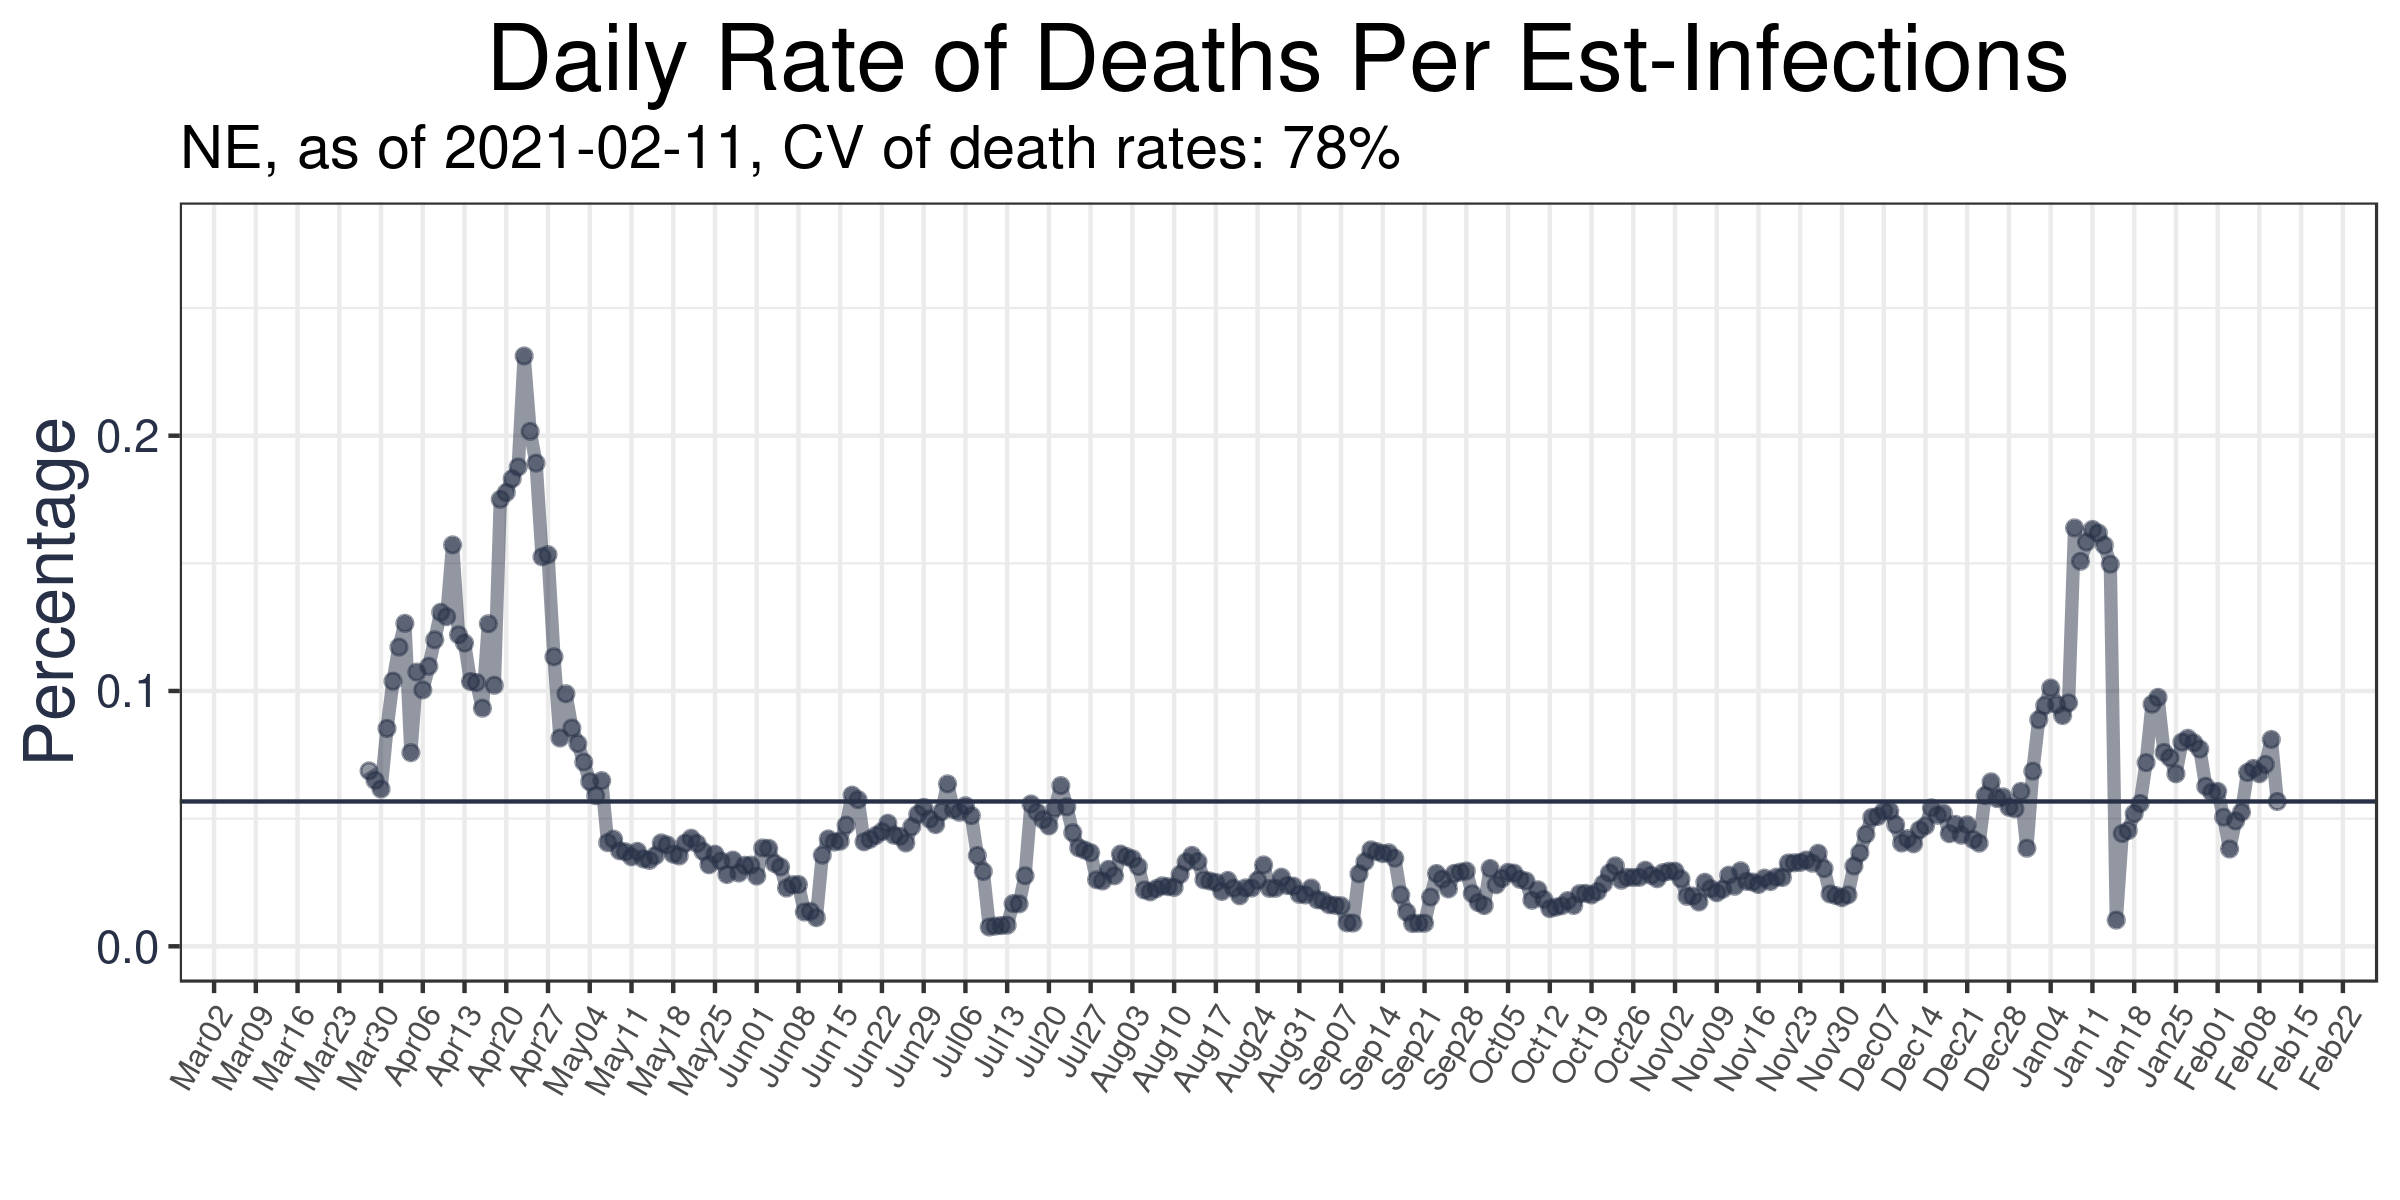 Daily Rate of Deaths Per Est-Infections
NE, as of 2021-02-11, CV of death rates: 78%
Percentage
0.2
0.1
0.0
Mar02
Mar09
Mar16
Mar23
Mar30
Apr06
Apr13
Apr20
Apr27
May04
May11
May18
May25
Jun01
Jun08
Jun15
Jun22
Jun29
Jul06
Jul13
Jul20
Jul27
Aug03
Aug10
Aug17
Aug24
Aug31
Sep07
Sep14
Sep21
Sep28
Oct05
Oct12
Oct19
Oct26
Nov02
Nov09
Nov16
Nov23
Nov30
Dec07
Dec14
Dec21
Dec28
Jan04
Jan11
Jan18
Jan25
Feb01
Feb08
Feb15
Feb22